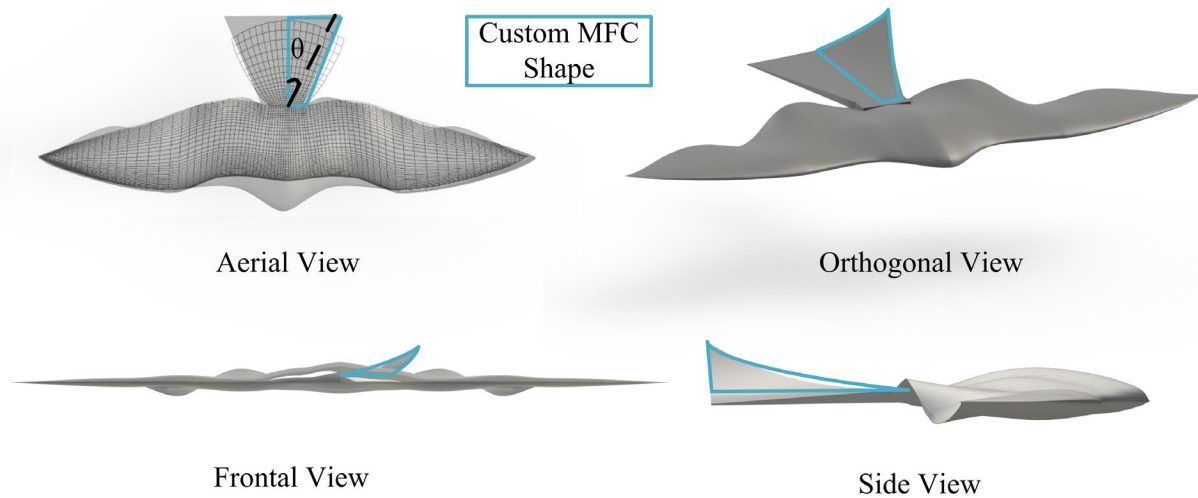 θ
Custom MFC
Shape
Aerial View
Orthogonal View
Frontal View
Side View